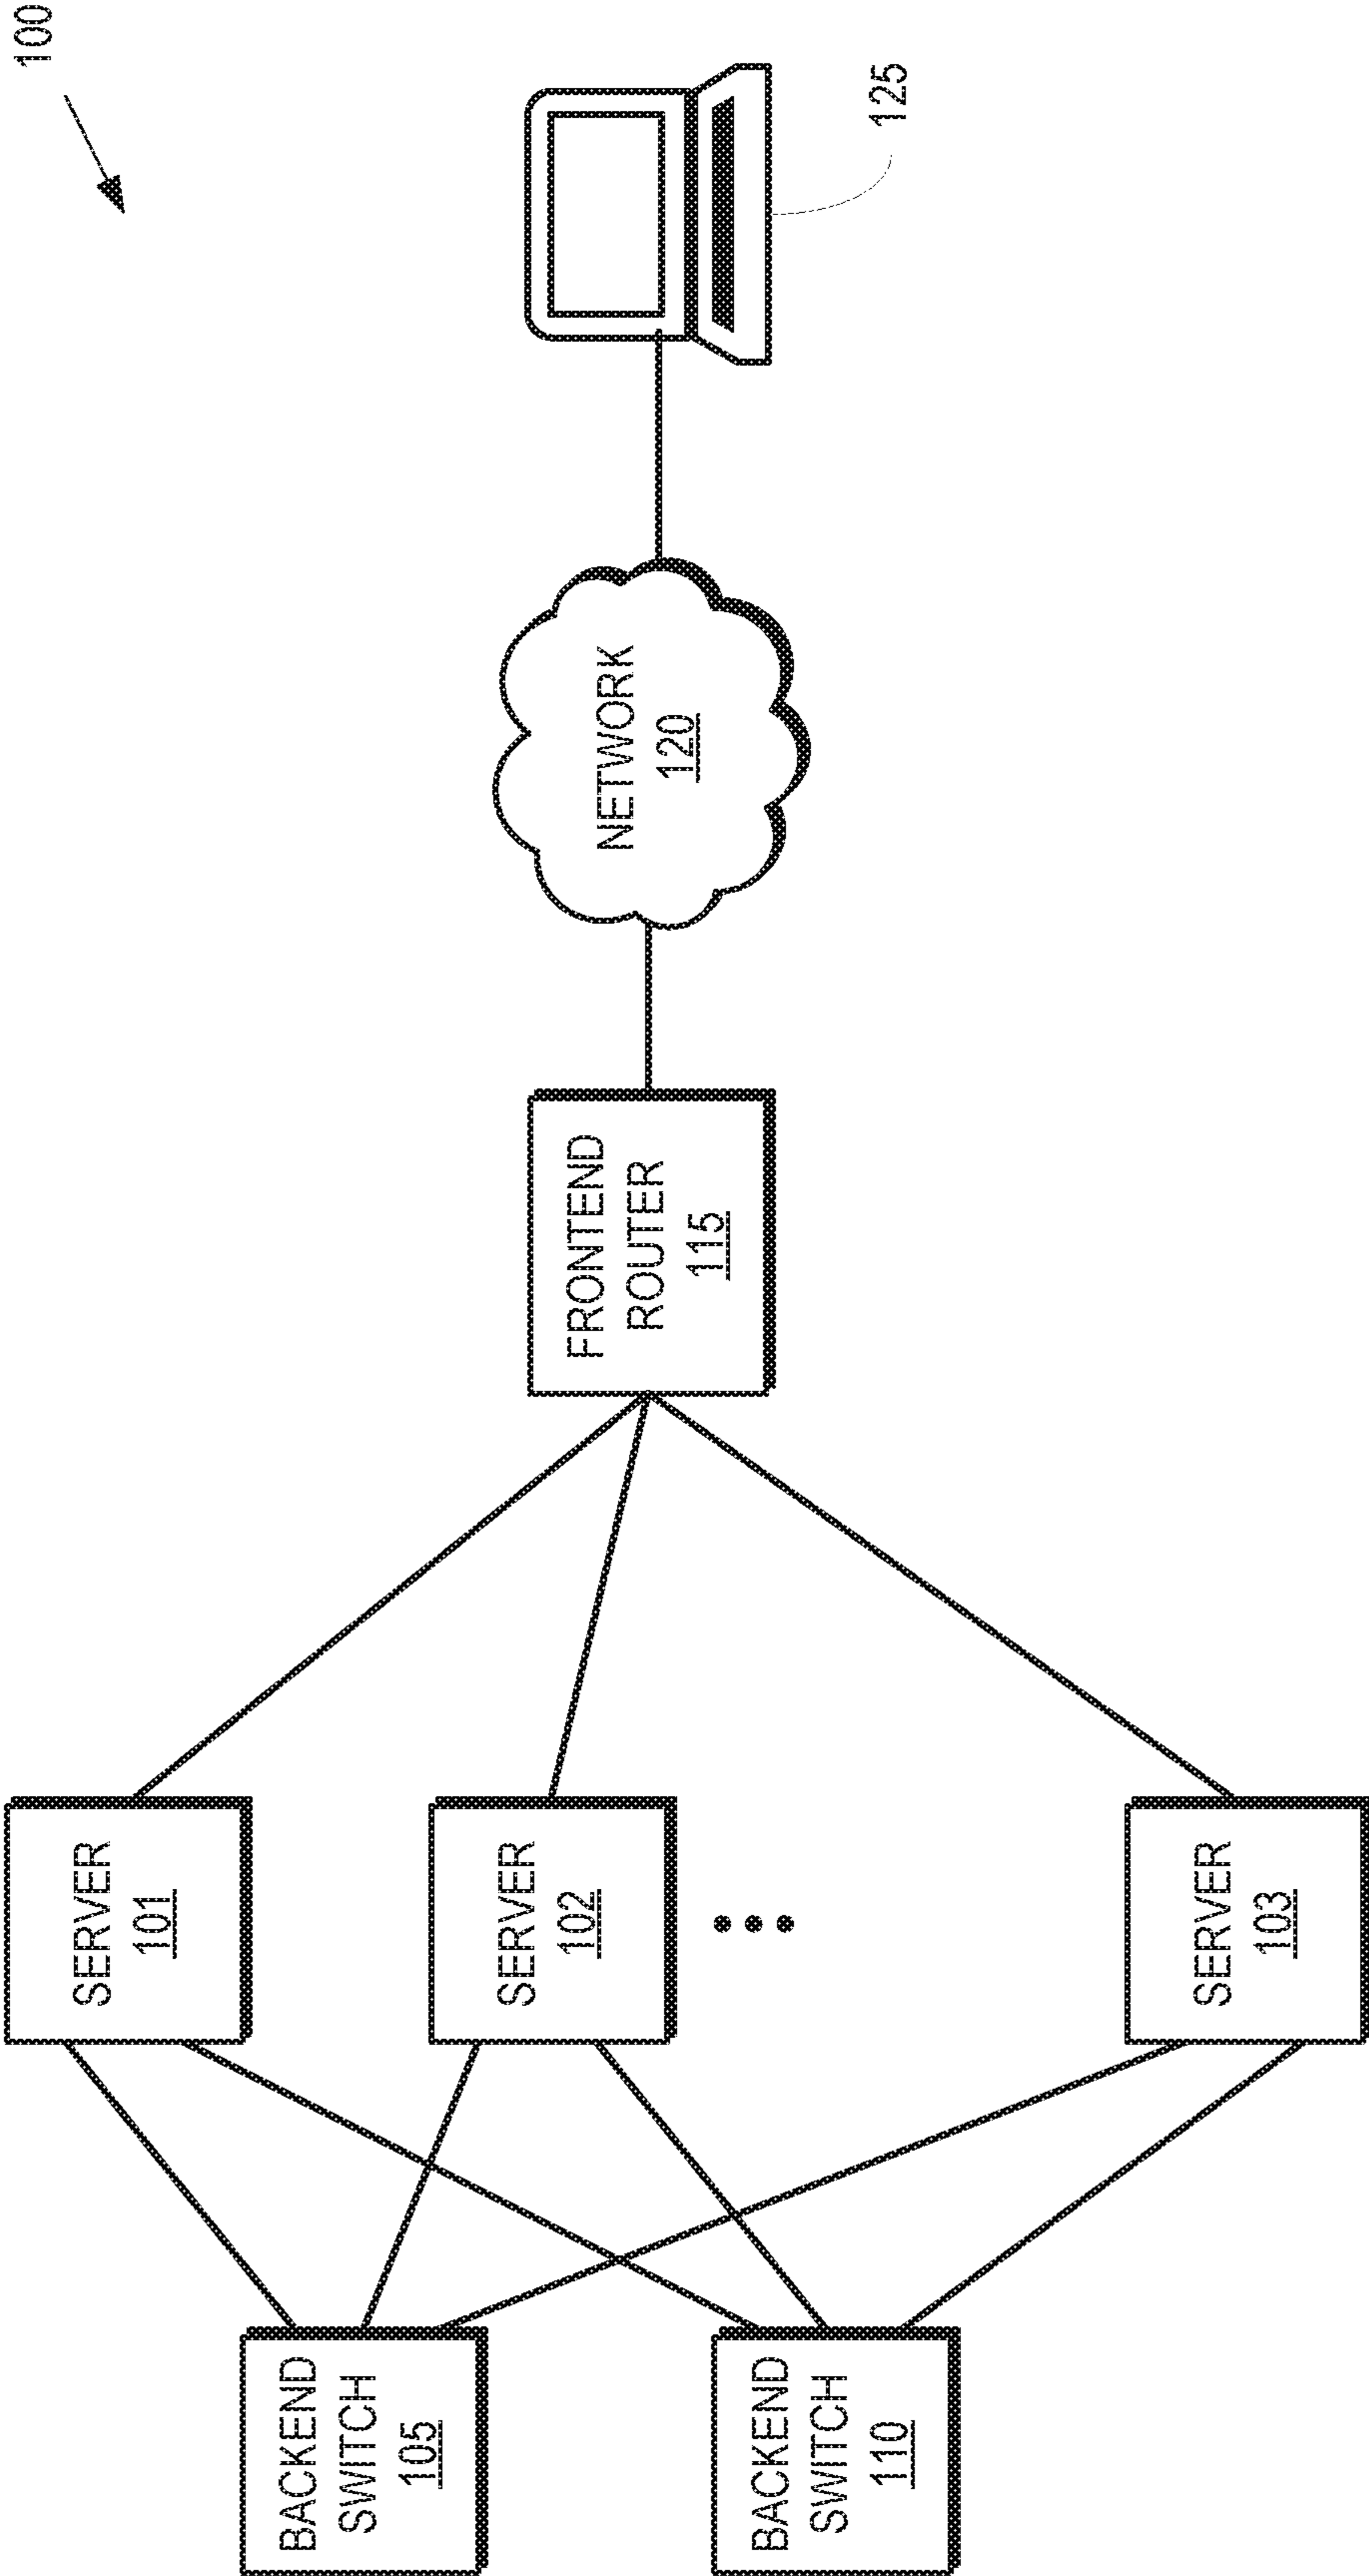 100
BACKEND
SWITCH
105
BACKEND
SWITCH
110
SERVER
101
SERVER
102
SERVER
103
FRONTEND
ROUTER
115
NETWORK
120
125